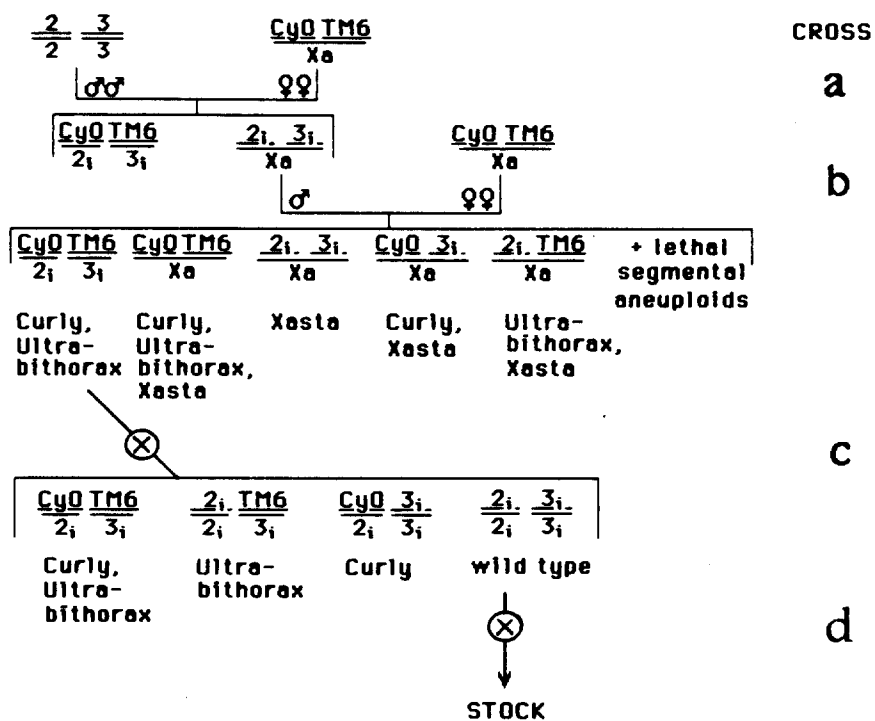 2 3 CyO TM6 CROSS
2 3 Xa
♂♂ ♀♀ a
CyO TM6 2i 3i CyO TM6
2i 3i Xa Xa
♂ ♀♀ b
CyO TM6 CyO TM6 2i 3i CyO 3i 2i TM6 + lethal
2i 3i Xa Xa Xa Xa segmental
aneuploids
Curly, Curly, Xasta Curly, Ultra-
Ultra- Ultra- Xasta bithorax,
bithorax bithorax, Xasta
Xasta
c
CyO TM6 2i TM6 CyO 3i 2i 3i
2i 3i 2i 3i 2i 3i 2i 3i
Curly, Ultra- Curly wild type
Ultra- bithorax
bithorax
d
STOCK